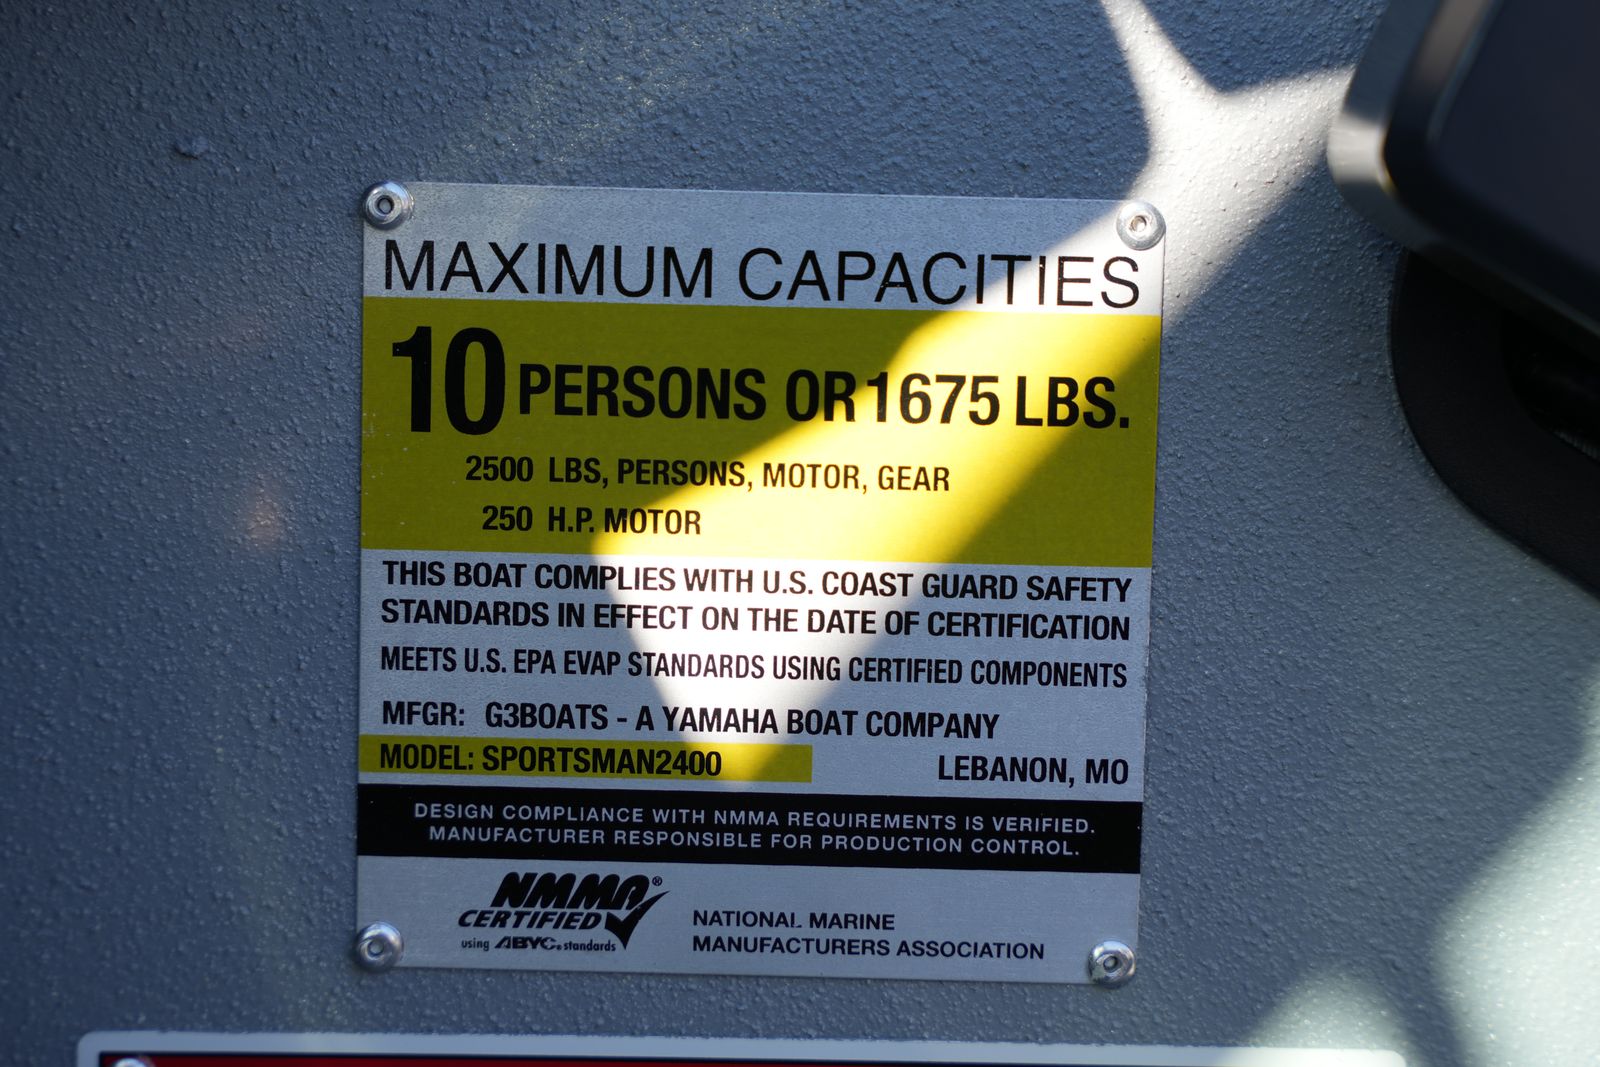 MAXIMUM CAPACITIES
10 PERSONS OR 1675 LBS.
2500 LBS, PERSONS, MOTOR, GEAR
250 H.P. MOTOR
THIS BOAT COMPLIES WITH U.S. COAST GUARD SAFETY
STANDARDS IN EFFECT ON THE DATE OF CERTIFICATION
MEETS U.S. EPA EVAP STANDARDS USING CERTIFIED COMPONENTS
MFGR: G3BOATS - A YAMAHA BOAT COMPANY
MODEL: SPORTSMAN2400 LEBANON, MO
DESIGN COMPLIANCE WITH NMMA REQUIREMENTS IS VERIFIED.
MANUFACTURER RESPONSIBLE FOR PRODUCTION CONTROL.
NMMA®
CERTIFIED
using ABYC® standards
NATIONAL MARINE
MANUFACTURERS ASSOCIATION